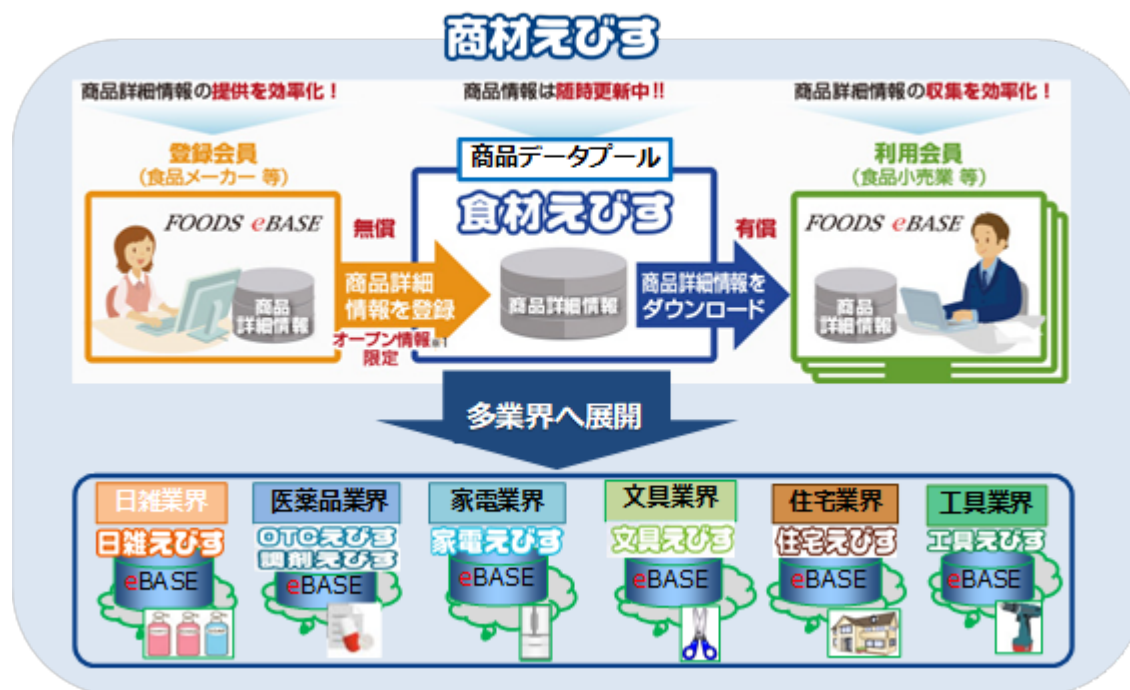 商材えびす
商品詳細情報の提供を効率化！
商品情報は随時更新中!!
商品詳細情報の収集を効率化！
登録会員
(食品メーカー 等)
商品データプール
利用会員
(食品小売業 等)
FOODS eBASE
商品
詳細情報
無償
商品詳細
情報を登録
オープン情報※1
限定
食材えびす
商品詳細情報
有償
商品詳細情報を
ダウンロード
FOODS eBASE
商品
詳細情報
多業界へ展開
日雑業界
日雑えびす
eBASE
医薬品業界
OTCえびす
調剤えびす
eBASE
家電業界
家電えびす
eBASE
文具業界
文具えびす
eBASE
住宅業界
住宅えびす
eBASE
工具業界
工具えびす
eBASE